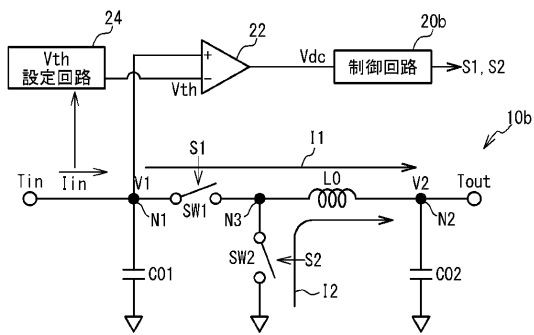 24
22
20b
Vth
設定回路
+
−
Vth
Vdc
制御回路
S1, S2
10b
S1
I1
Tin
Iin
V1
L0
V2
Tout
N1
SW1
N3
N2
SW2
S2
C01
I2
C02